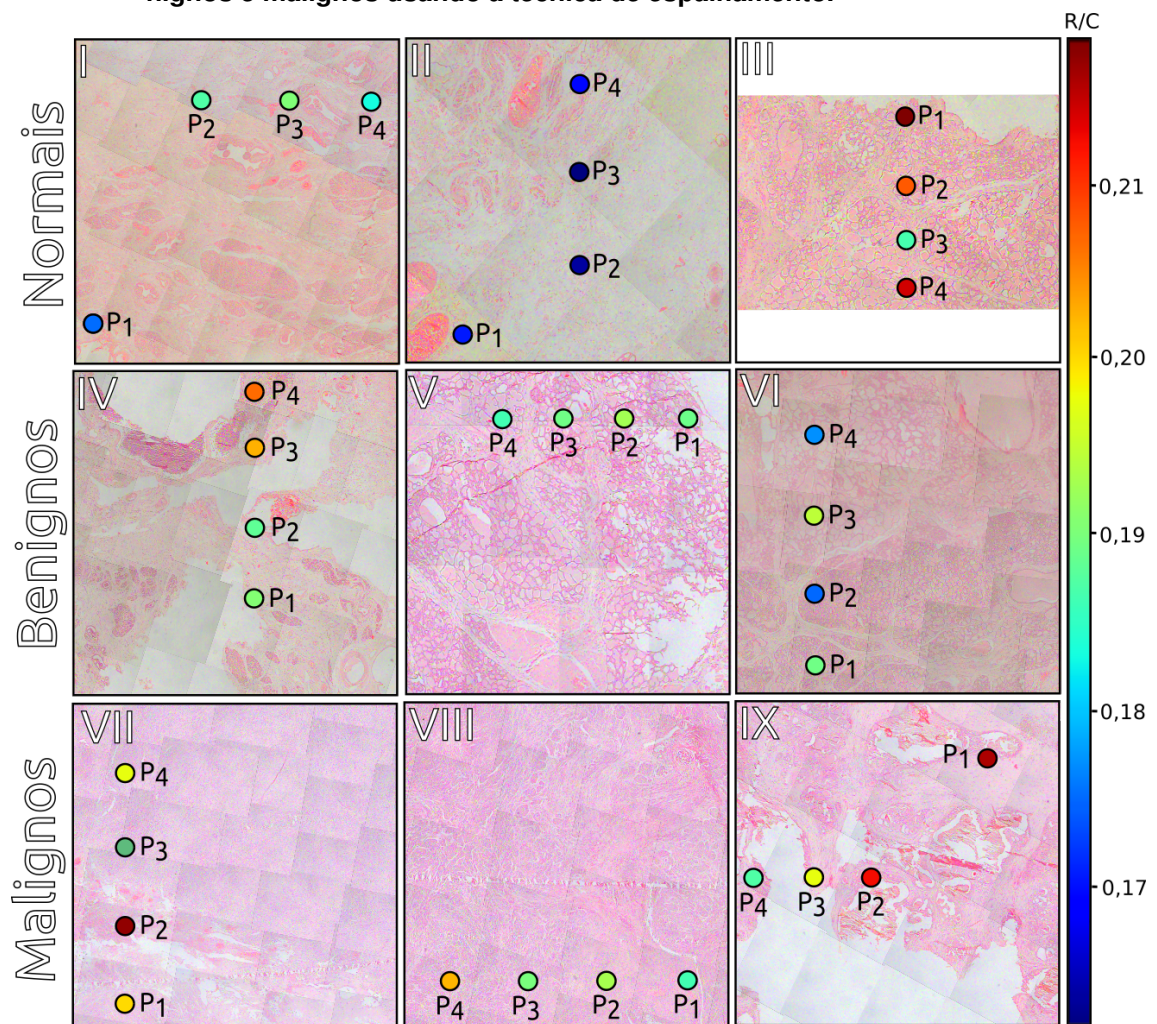 nignos e malignos usando a técnica de espalhamento.
R/C
Normais
I
P2
P3
P4
P1
II
P4
P3
P2
P1
III
P1
P2
P3
P4
0,21
0,20
Benignos
IV
P4
P3
P2
P1
V
P4
P3
P2
P1
VI
P4
P3
P2
P1
0,19
0,18
Malignos
VII
P4
P3
P2
P1
VIII
P4
P3
P2
P1
IX
P1
P4
P3
P2
0,17